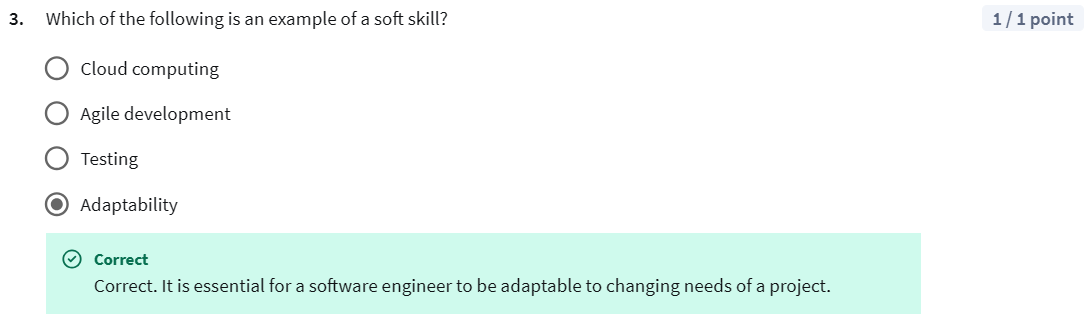 3. Which of the following is an example of a soft skill?
1 / 1 point
Cloud computing
Agile development
Testing
Adaptability
Correct
Correct. It is essential for a software engineer to be adaptable to changing needs of a project.